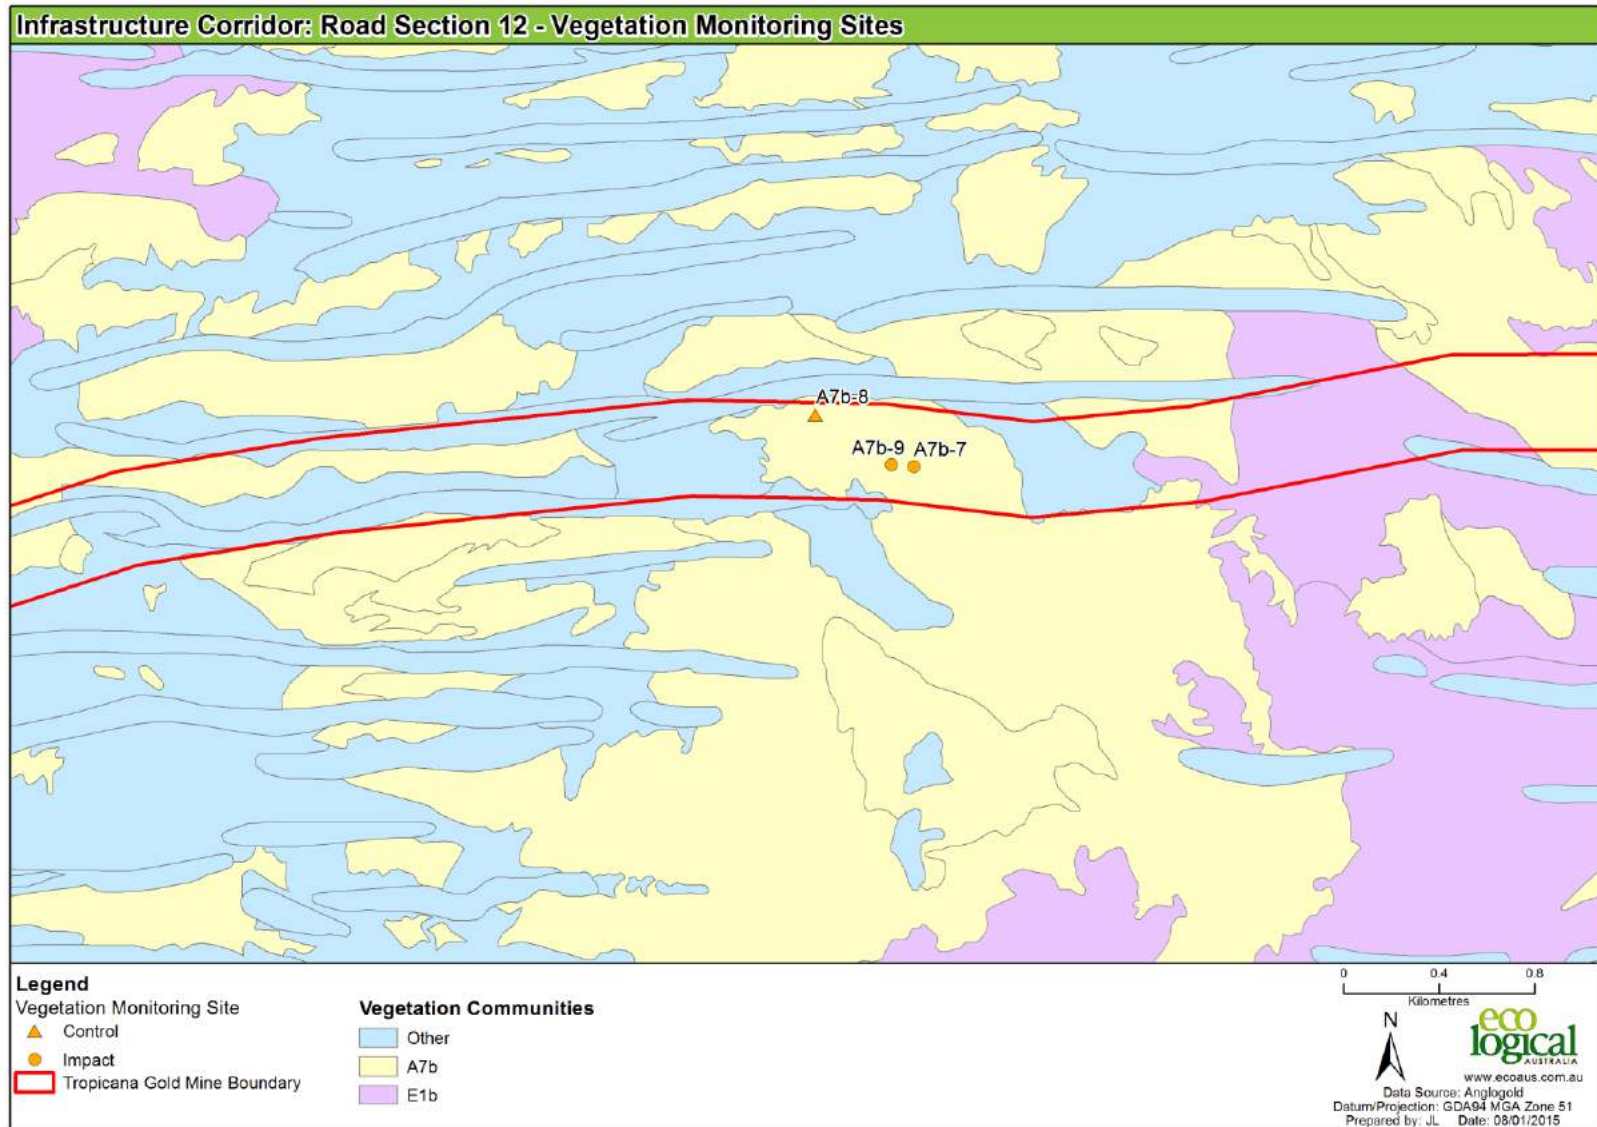 Infrastructure Corridor: Road Section 12 - Vegetation Monitoring Sites
A7b-8
A7b-9 A7b-7
Legend
Vegetation Monitoring Site
Control
Impact
Tropicana Gold Mine Boundary
Vegetation Communities
Other
A7b
E1b
0 0.4 0.8
Kilometres
N
eco
logical
AUSTRALIA
www.ecoaus.com.au
Data Source: Anglogold
Datum/Projection: GDA94 MGA Zone 51
Prepared by: JL Date: 08/01/2015